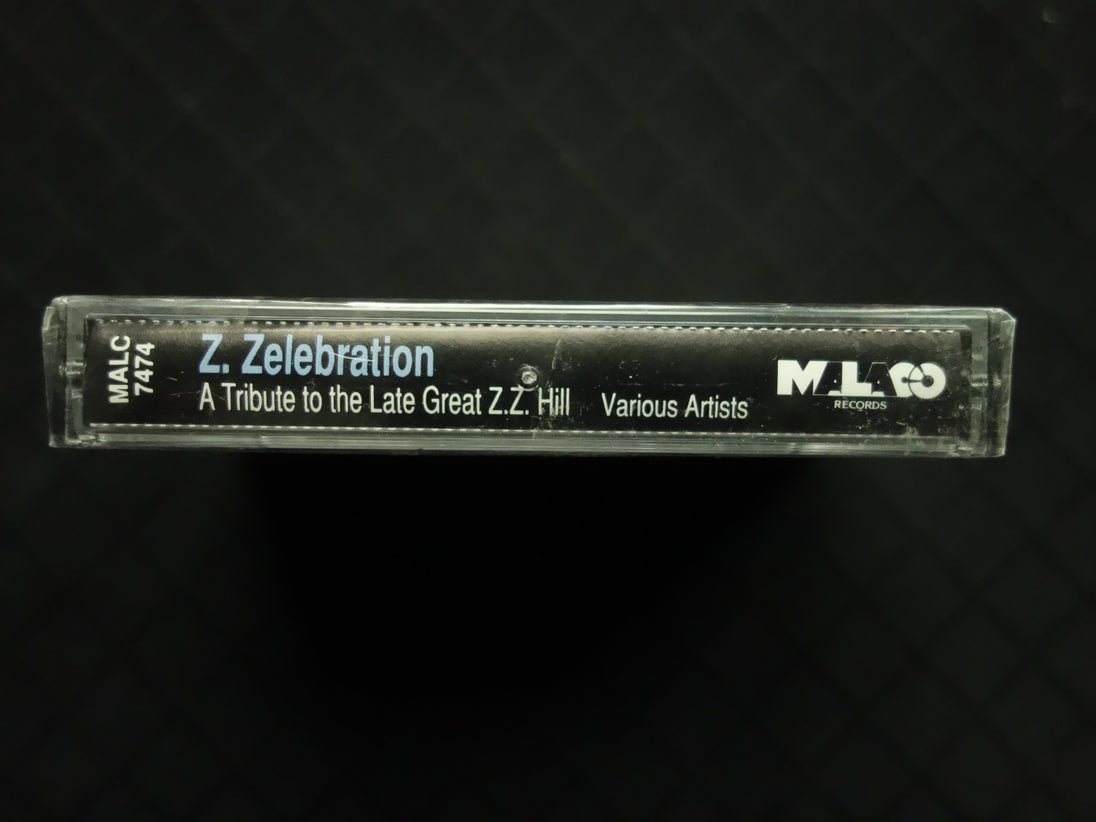 MALC
7474
Z. Zelebration
A Tribute to the Late Great Z.Z. Hill Various Artists
MALACO
RECORDS